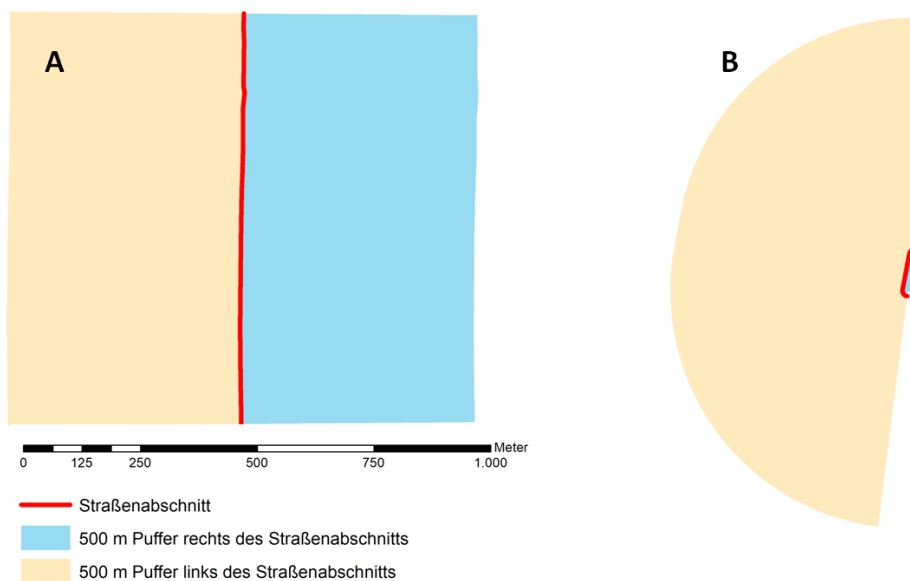 A
B
Meter
0 125 250 500 750 1.000
Straßenabschnitt
500 m Puffer rechts des Straßenabschnitts
500 m Puffer links des Straßenabschnitts